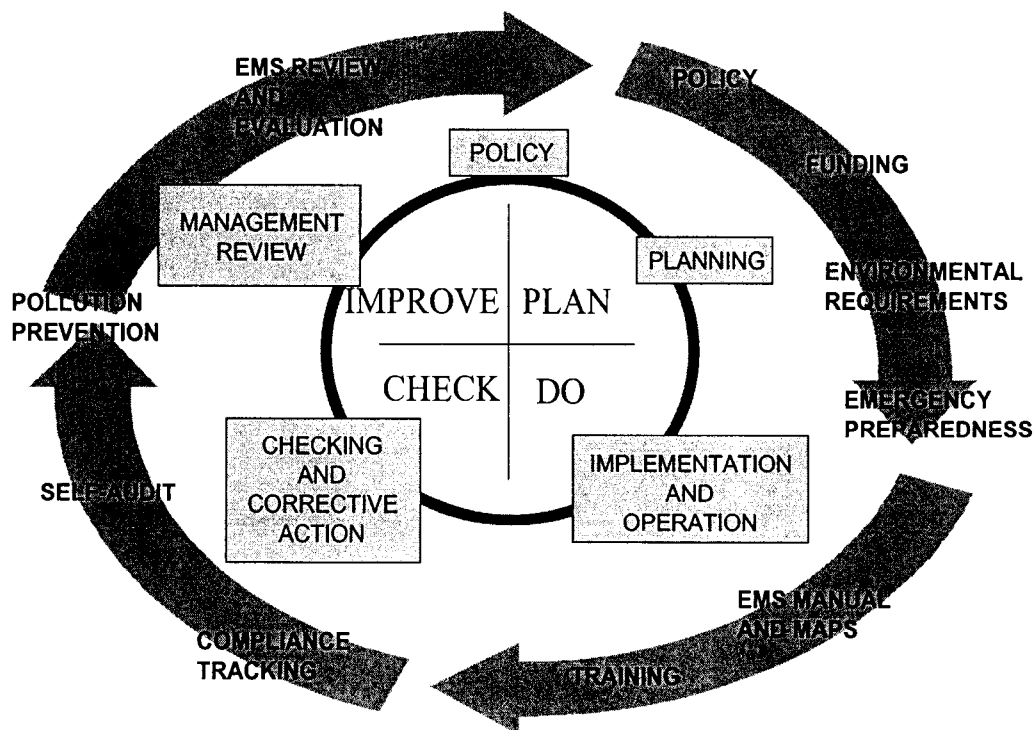 EMS REVIEW
AND
EVALUATION
POLICY
FUNDING
ENVIRONMENTAL
REQUIREMENTS
EMERGENCY
PREPAREDNESS
EMS MANUAL
AND MAPS
TRAINING
COMPLIANCE
TRACKING
SELF-AUDIT
POLLUTION
PREVENTION
POLICY
PLANNING
IMPLEMENTATION
AND
OPERATION
CHECKING
AND
CORRECTIVE
ACTION
MANAGEMENT
REVIEW
IMPROVE
PLAN
CHECK
DO